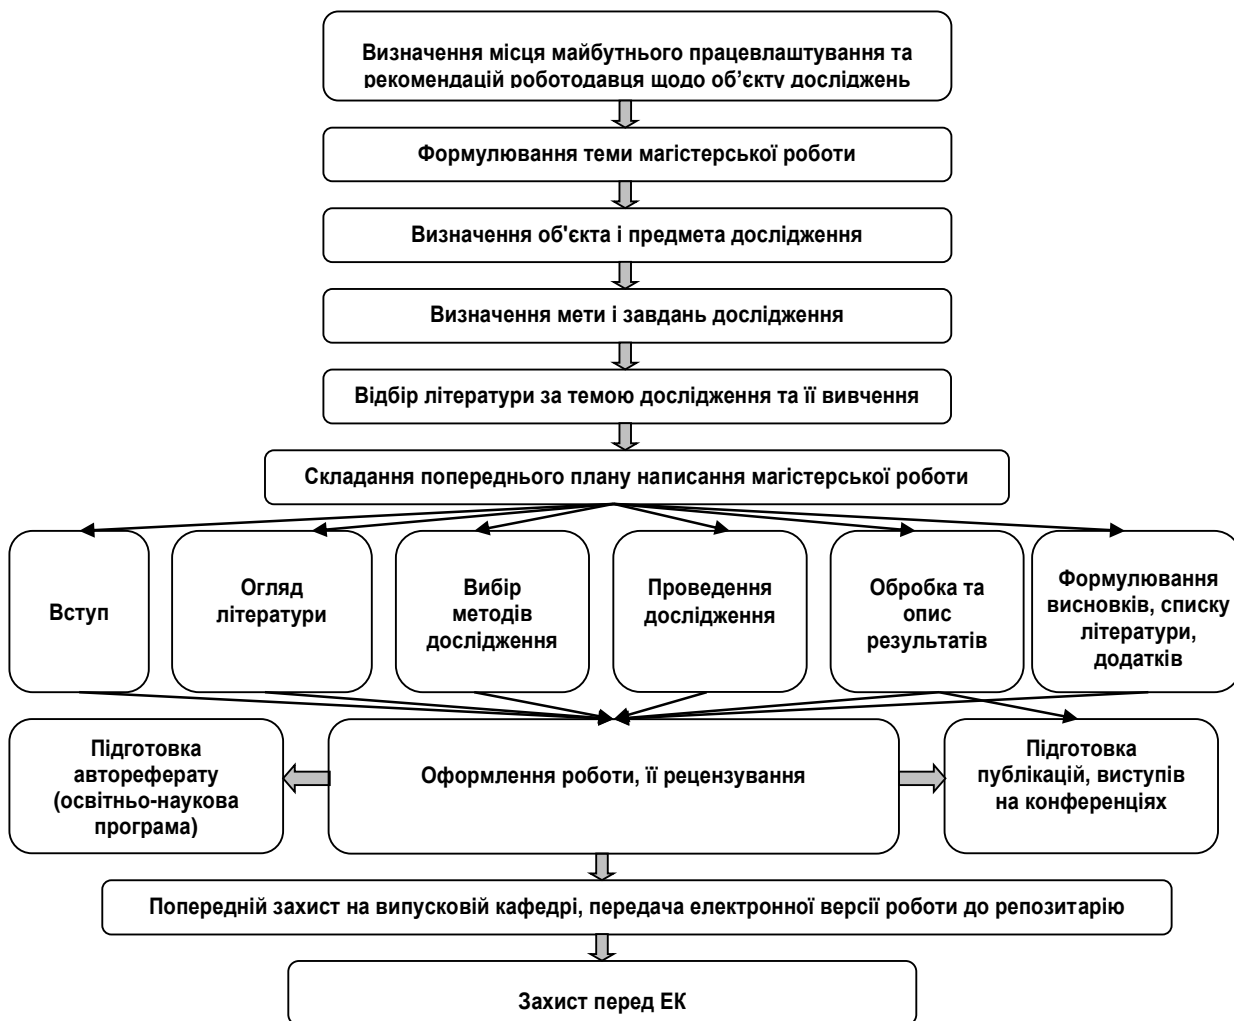 Визначення місця майбутнього працевлаштування та
рекомендацій роботодавця щодо об’єкту досліджень
Формулювання теми магістерської роботи
Визначення об'єкта і предмета дослідження
Визначення мети і завдань дослідження
Відбір літератури за темою дослідження та її вивчення
Складання попереднього плану написання магістерської роботи
Вступ
Огляд
літератури
Вибір
методів
дослідження
Проведення
дослідження
Обробка та
опис
результатів
Формулювання
висновків, списку
літератури,
додатків
Підготовка
автореферату
(освітньо-наукова
програма)
Оформлення роботи, її рецензування
Підготовка
публікацій, виступів
на конференціях
Попередній захист на випусковій кафедрі, передача електронної версії роботи до репозитарію
Захист перед ЕК